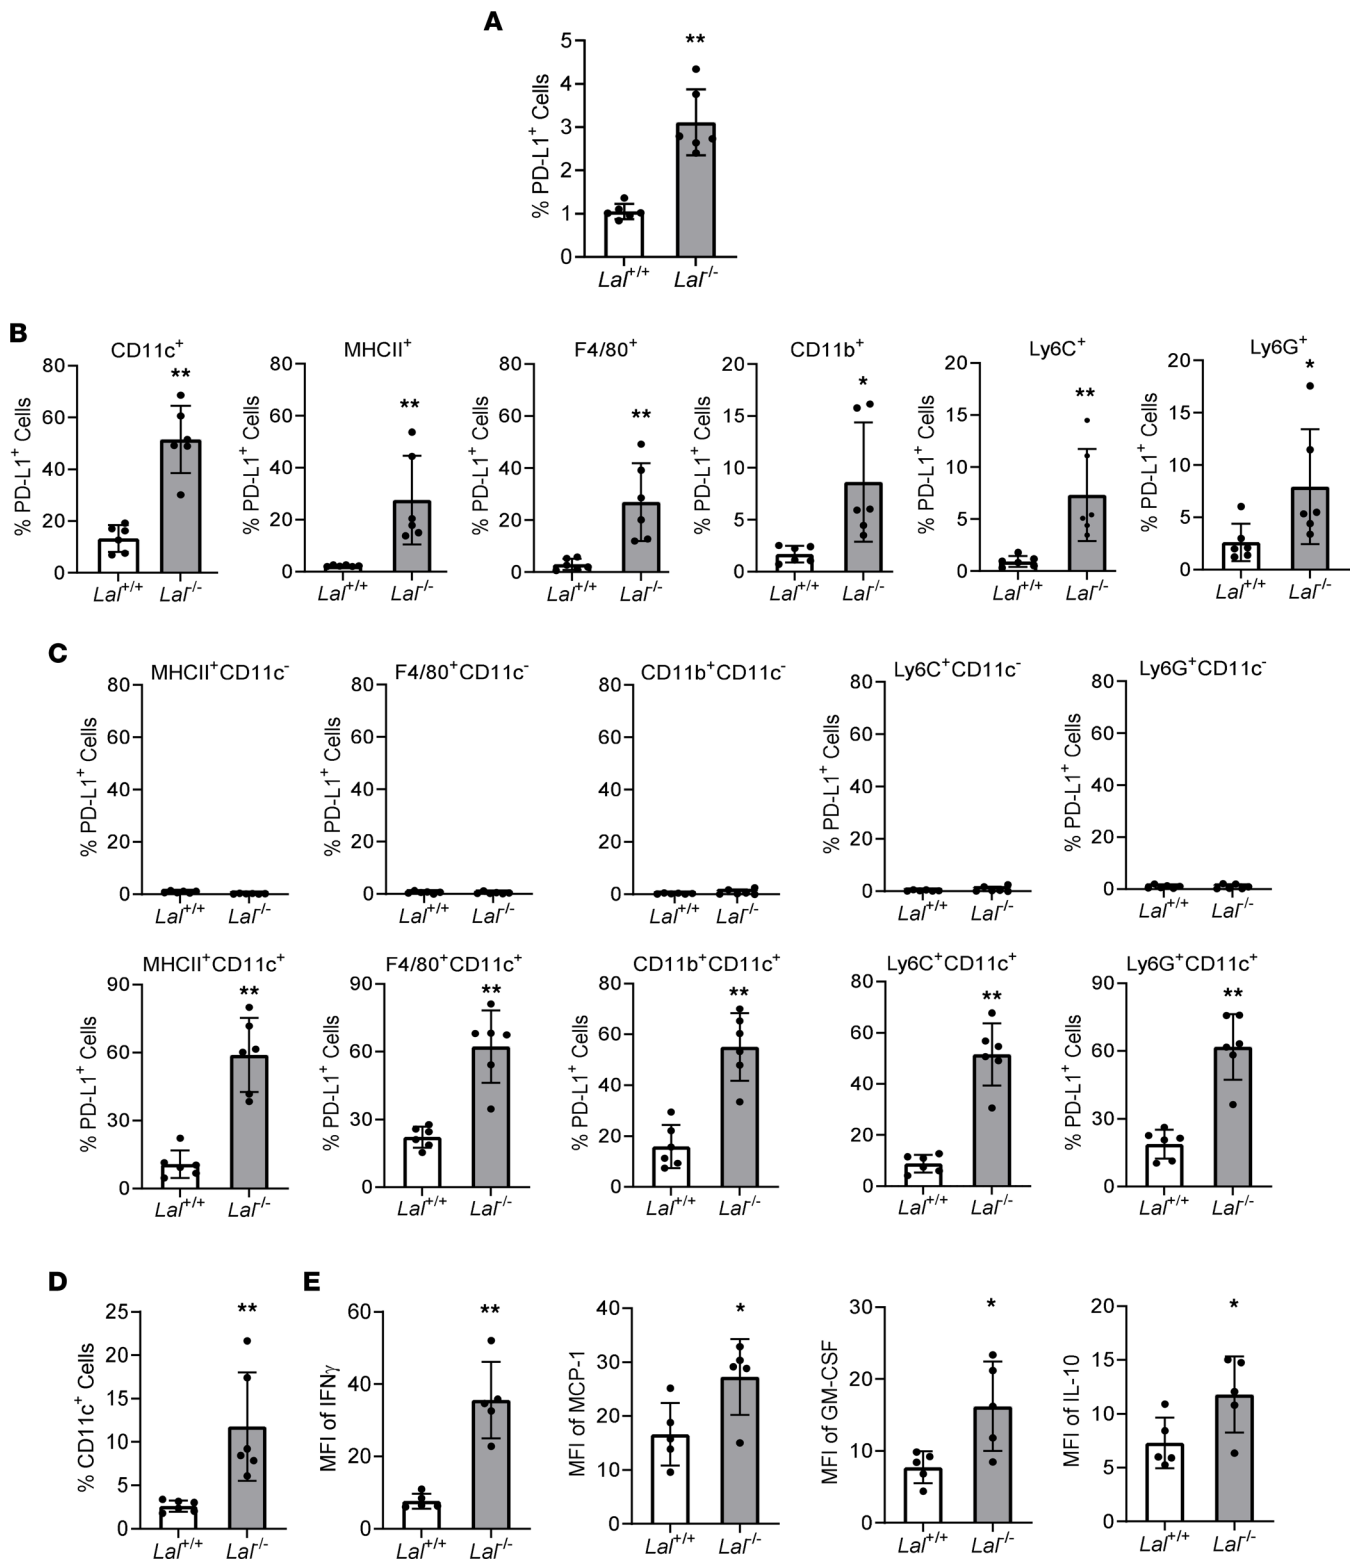 A
**
% PD-L1+ Cells
5
4
3
2
1
0
Lal+/+ Lal-/-
B
CD11c+ MHCII+ F4/80+ CD11b+ Ly6C+ Ly6G+
** ** ** * ** *
% PD-L1+ Cells
80
60
40
20
0
Lal+/+ Lal-/-
% PD-L1+ Cells
80
60
40
20
0
Lal+/+ Lal-/-
% PD-L1+ Cells
80
60
40
20
0
Lal+/+ Lal-/-
% PD-L1+ Cells
20
15
10
5
0
Lal+/+ Lal-/-
% PD-L1+ Cells
20
15
10
5
0
Lal+/+ Lal-/-
% PD-L1+ Cells
20
15
10
5
0
Lal+/+ Lal-/-
C
MHCII+CD11c- F4/80+CD11c- CD11b+CD11c- Ly6C+CD11c- Ly6G+CD11c-
% PD-L1+ Cells
80
60
40
20
0
Lal+/+ Lal-/-
% PD-L1+ Cells
80
60
40
20
0
Lal+/+ Lal-/-
% PD-L1+ Cells
80
60
40
20
0
Lal+/+ Lal-/-
% PD-L1+ Cells
80
60
40
20
0
Lal+/+ Lal-/-
% PD-L1+ Cells
80
60
40
20
0
Lal+/+ Lal-/-
MHCII+CD11c+ F4/80+CD11c+ CD11b+CD11c+ Ly6C+CD11c+ Ly6G+CD11c+
** ** ** ** **
% PD-L1+ Cells
90
60
30
0
Lal+/+ Lal-/-
% PD-L1+ Cells
90
60
30
0
Lal+/+ Lal-/-
% PD-L1+ Cells
80
60
40
20
0
Lal+/+ Lal-/-
% PD-L1+ Cells
80
60
40
20
0
Lal+/+ Lal-/-
% PD-L1+ Cells
90
60
30
0
Lal+/+ Lal-/-
D
**
% CD11c+ Cells
25
20
15
10
5
0
Lal+/+ Lal-/-
E
**
MFI of IFNγ
60
40
20
0
Lal+/+ Lal-/-
*
MFI of MCP-1
40
30
20
10
0
Lal+/+ Lal-/-
*
MFI of GM-CSF
30
20
10
0
Lal+/+ Lal-/-
*
MFI of IL-10
20
15
10
5
0
Lal+/+ Lal-/-